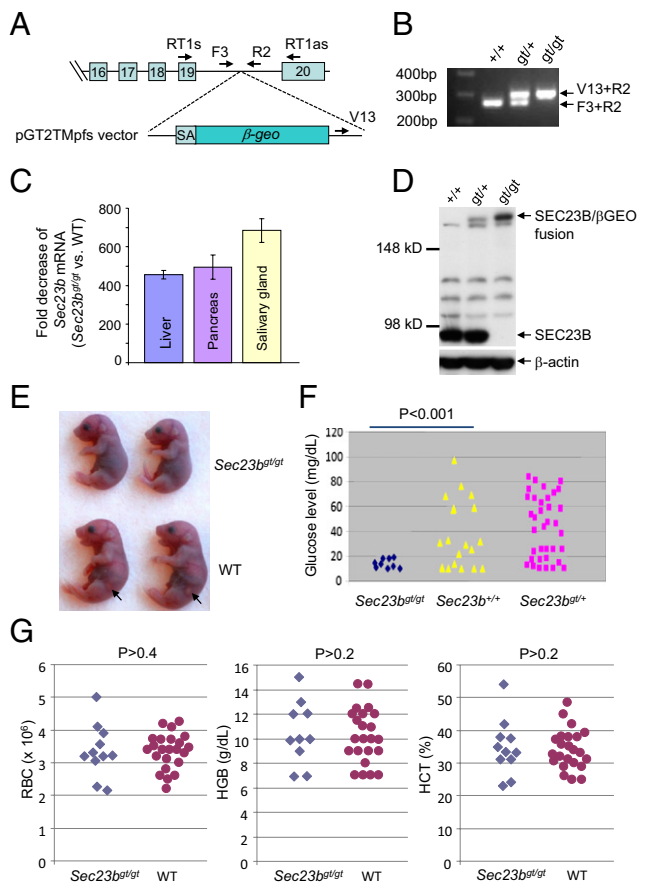 A
RT1s F3 R2 RT1as
16 17 18 19 20
V13
pGT2TMpfs vector
SA β-geo
B
+/+ gt/+ gt/gt
400bp
300bp
200bp
V13+R2
F3+R2
C
Fold decrease of
Sec23b mRNA
(Sec23bgt/gt vs. WT)
800
600
400
200
0
Liver
Pancreas
Salivary gland
D
+/+ gt/+ gt/gt
SEC23B/βGEO
fusion
148 kD
98 kD
SEC23B
β-actin
E
Sec23bgt/gt
WT
F
P<0.001
Glucose level (mg/dL)
120
100
80
60
40
20
0
Sec23bgt/gt Sec23b+/+ Sec23bgt/+
G
P>0.4
RBC (x 10⁶)
6
5
4
3
2
1
0
Sec23bgt/gt WT
P>0.2
HGB (g/dL)
16
14
12
10
8
6
4
2
0
Sec23bgt/gt WT
P>0.2
HCT (%)
60
50
40
30
20
10
0
Sec23bgt/gt WT